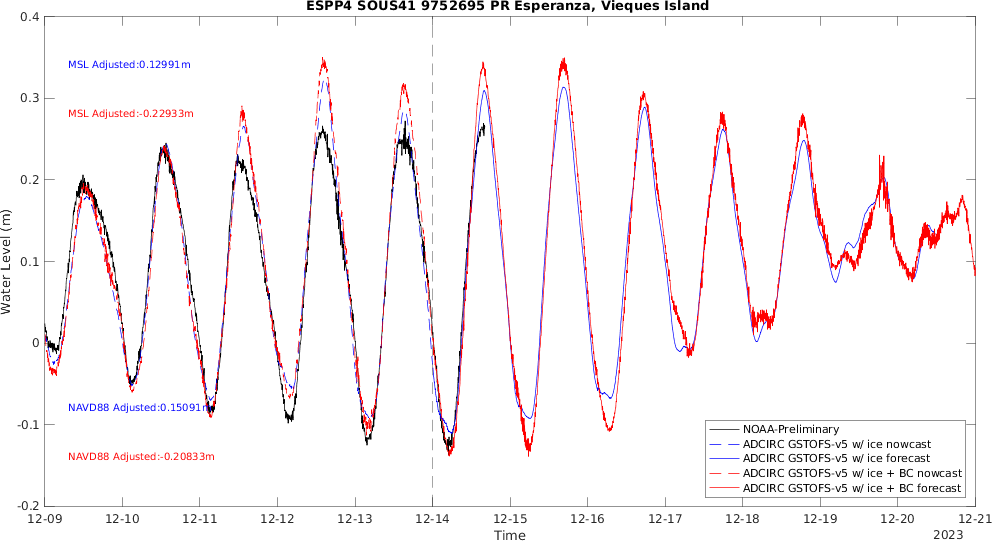 ESPP4 SOUS41 9752695 PR Esperanza, Vieques Island
0.4
0.3
0.2
0.1
0
-0.1
-0.2
Water Level (m)
MSL Adjusted:0.12991m
MSL Adjusted:-0.22933m
NAVD88 Adjusted:0.15091m
NAVD88 Adjusted:-0.20833m
NOAA-Preliminary
ADCIRC GSTOFS-v5 w/ ice nowcast
ADCIRC GSTOFS-v5 w/ ice forecast
ADCIRC GSTOFS-v5 w/ ice + BC nowcast
ADCIRC GSTOFS-v5 w/ ice + BC forecast
12-09 12-10 12-11 12-12 12-13 12-14 12-15 12-16 12-17 12-18 12-19 12-20 12-21
Time
2023